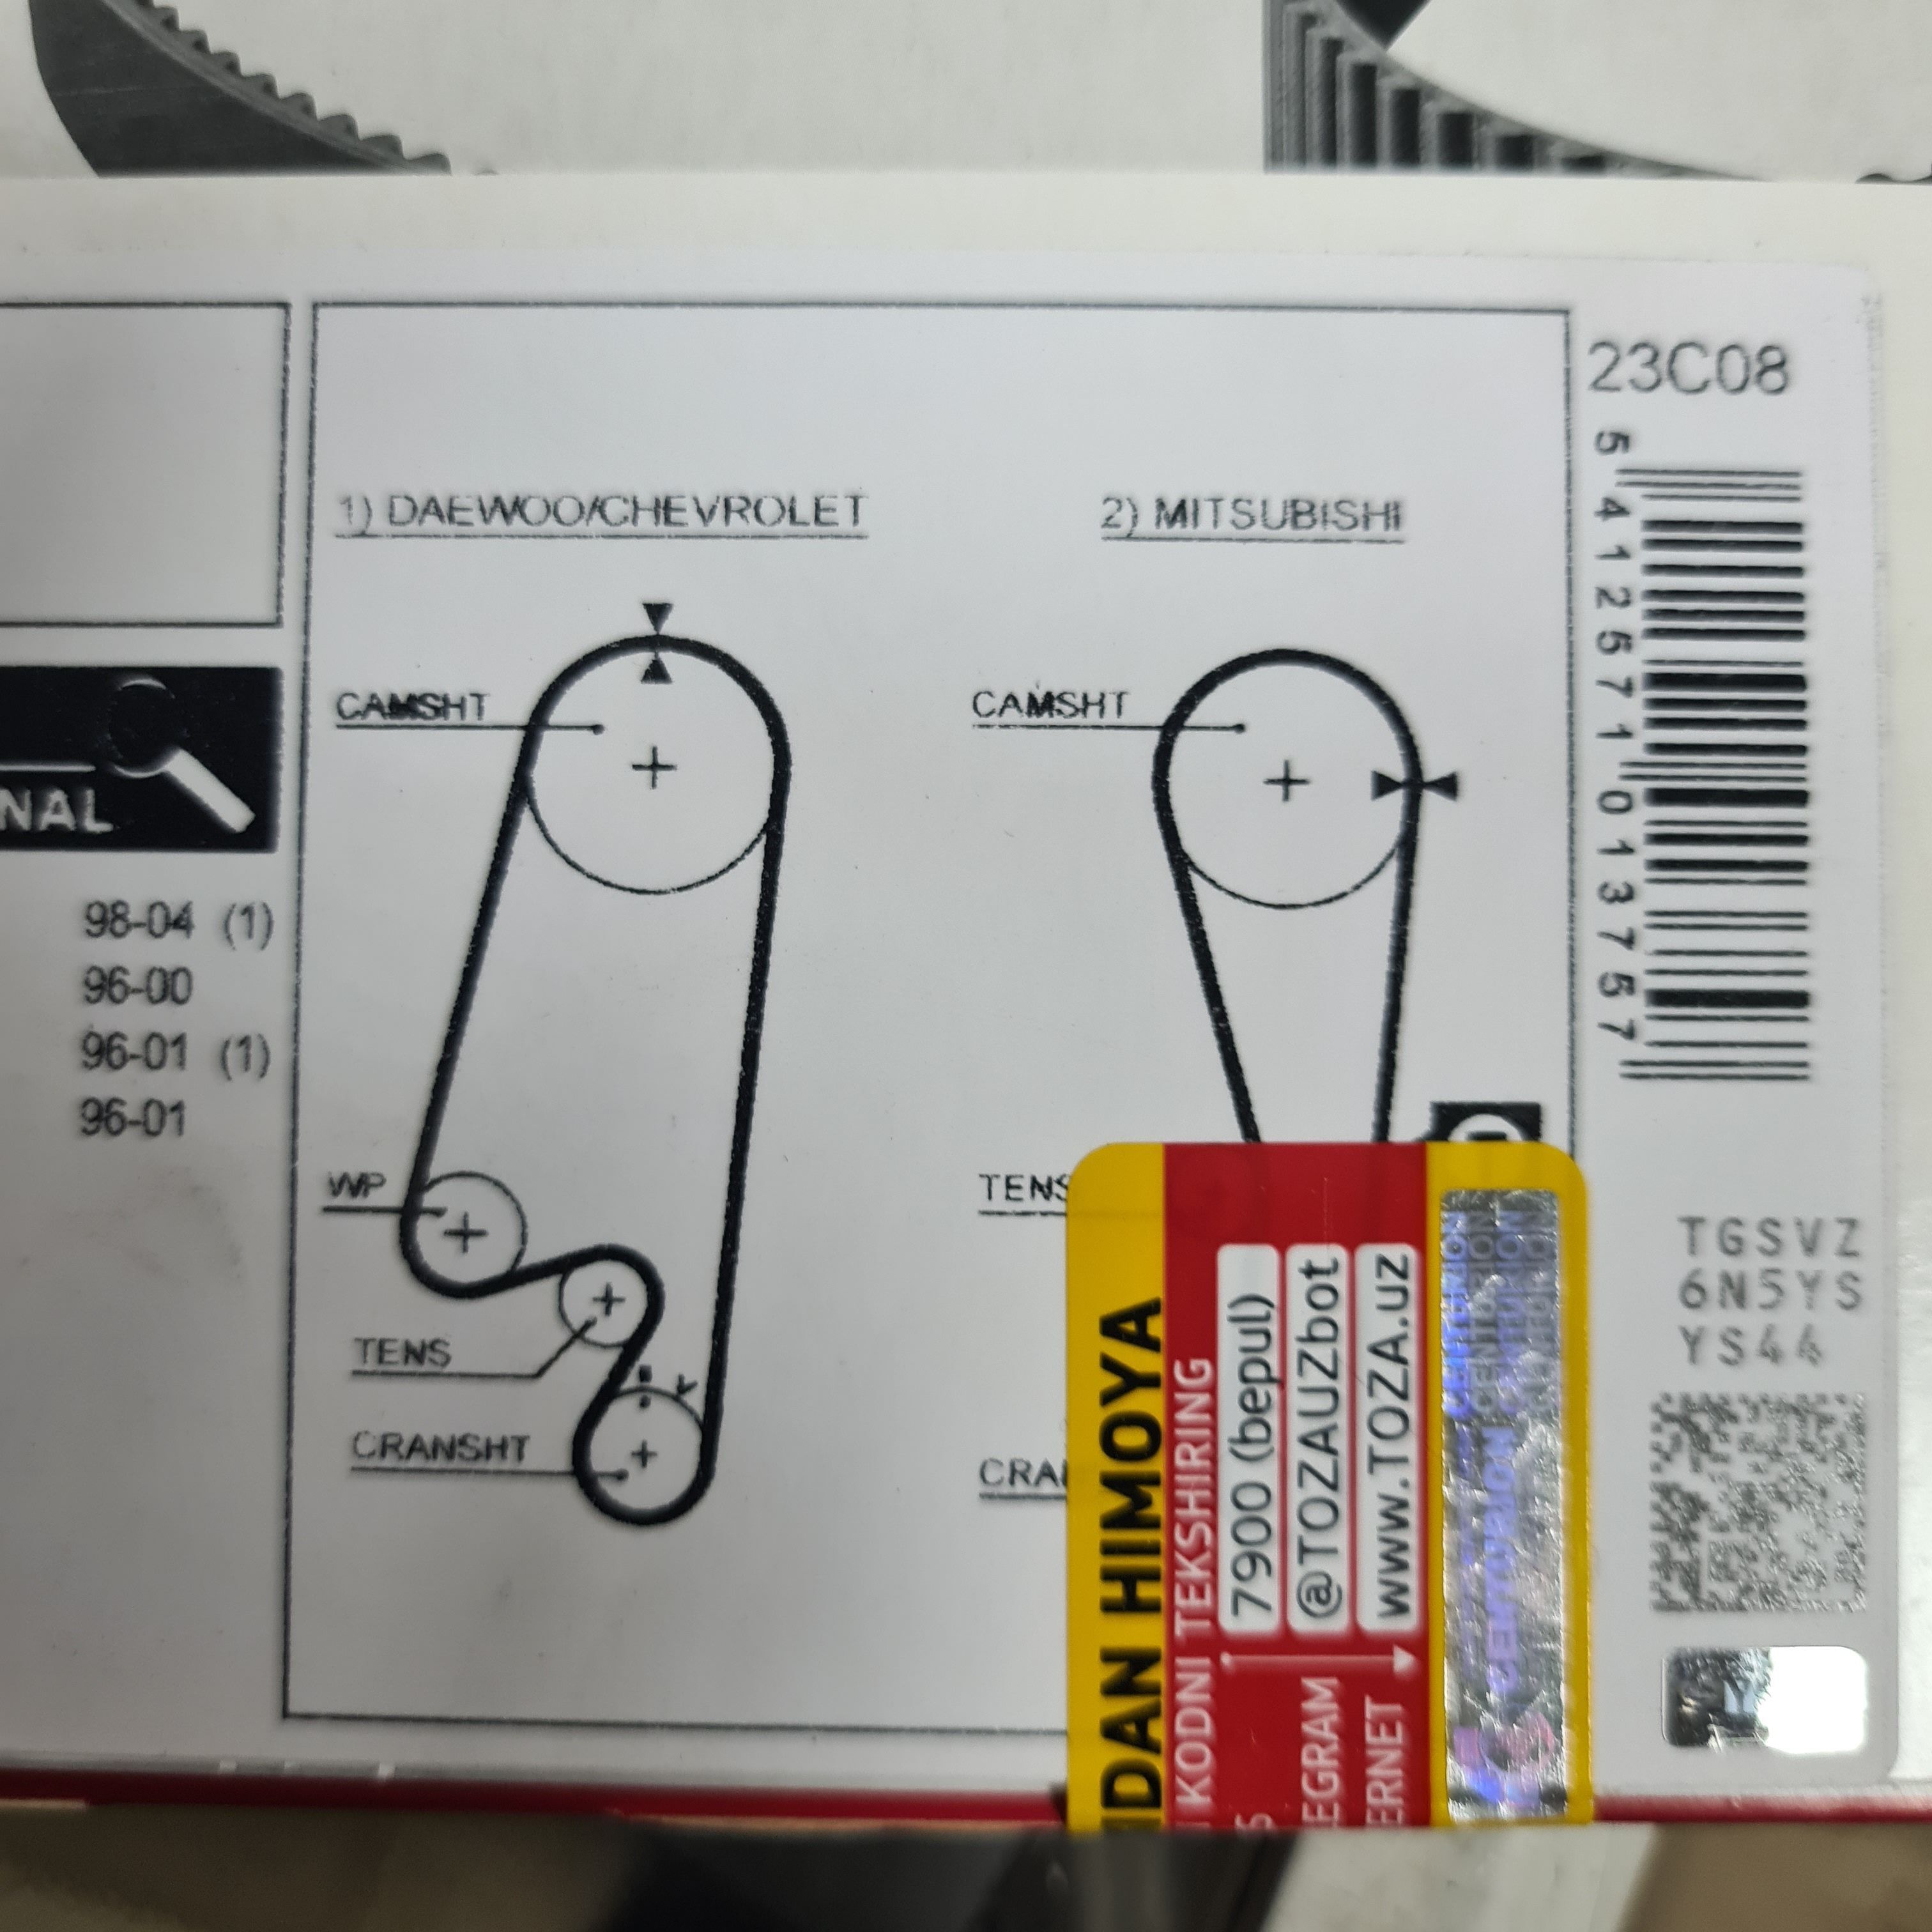 23C08
5 412571 013757
1) DAEWOO/CHEVROLET
2) MITSUBISHI
CAMSHT
CAMSHT
NAL
98-04 (1)
96-00
96-01 (1)
96-01
WP
TENS
TENS
CRANSHT
CRA
IDAN HIMOYA
KODNI TEKSHIRING
7900 (bepul)
EGRAM @TOZAUZbot
ERNET www.TOZA.uz
TGSVZ
6N5YS
YS44